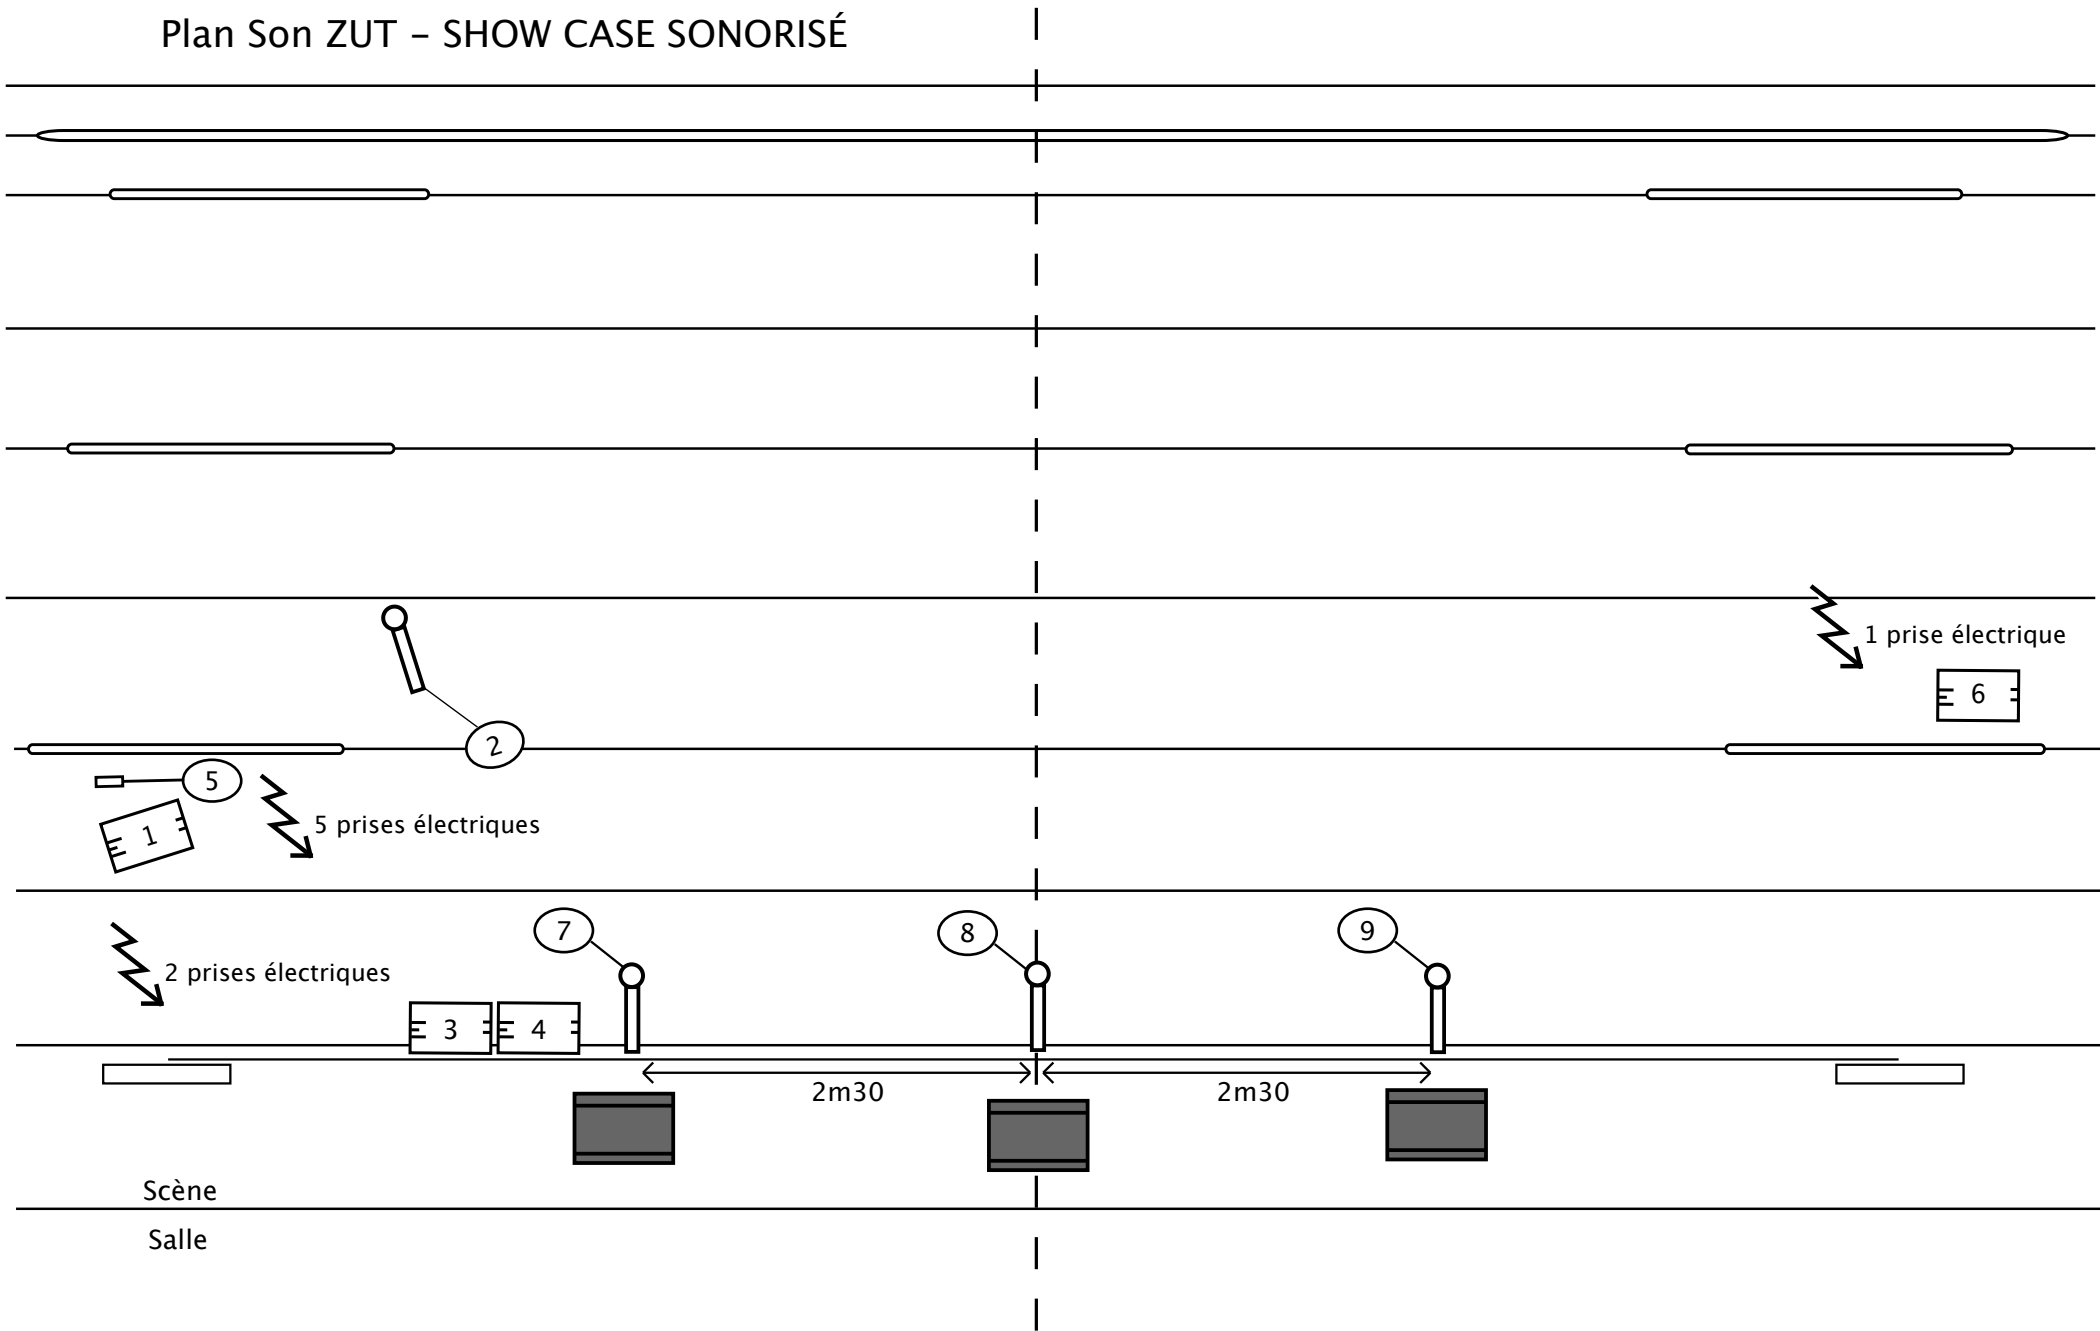 Plan Son ZUT – SHOW CASE SONORISÉ
1 prise électrique
6
2
5
5 prises électriques
1
7
8
9
2 prises électriques
3
4
2m30
2m30
Scène
Salle